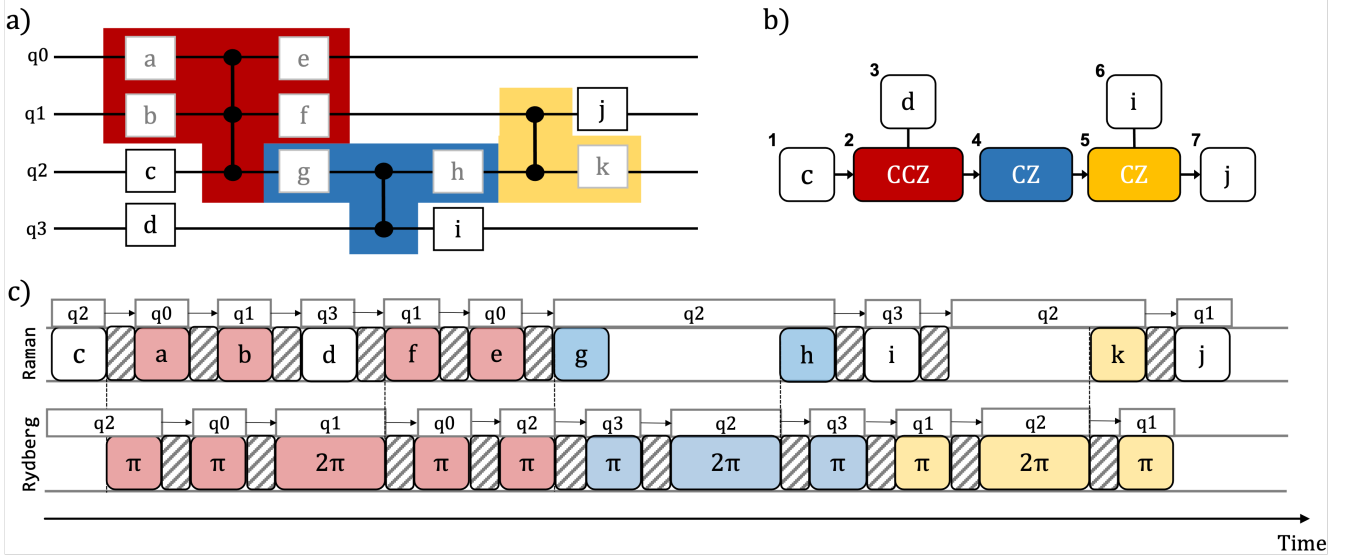 a)
q0 a e
q1 b f j
q2 c g h k
q3 d i
b)
3 d 6 i
1 c 2 CCZ 4 CZ 5 CZ 7 j
c)
q2 q0 q1 q3 q1 q0 q2 q3 q2 q1
Raman c a b d f e g h i k j
q2 q0 q1 q0 q2 q3 q2 q3 q1 q2 q1
Rydberg π π 2π π π π 2π π π 2π π
Time